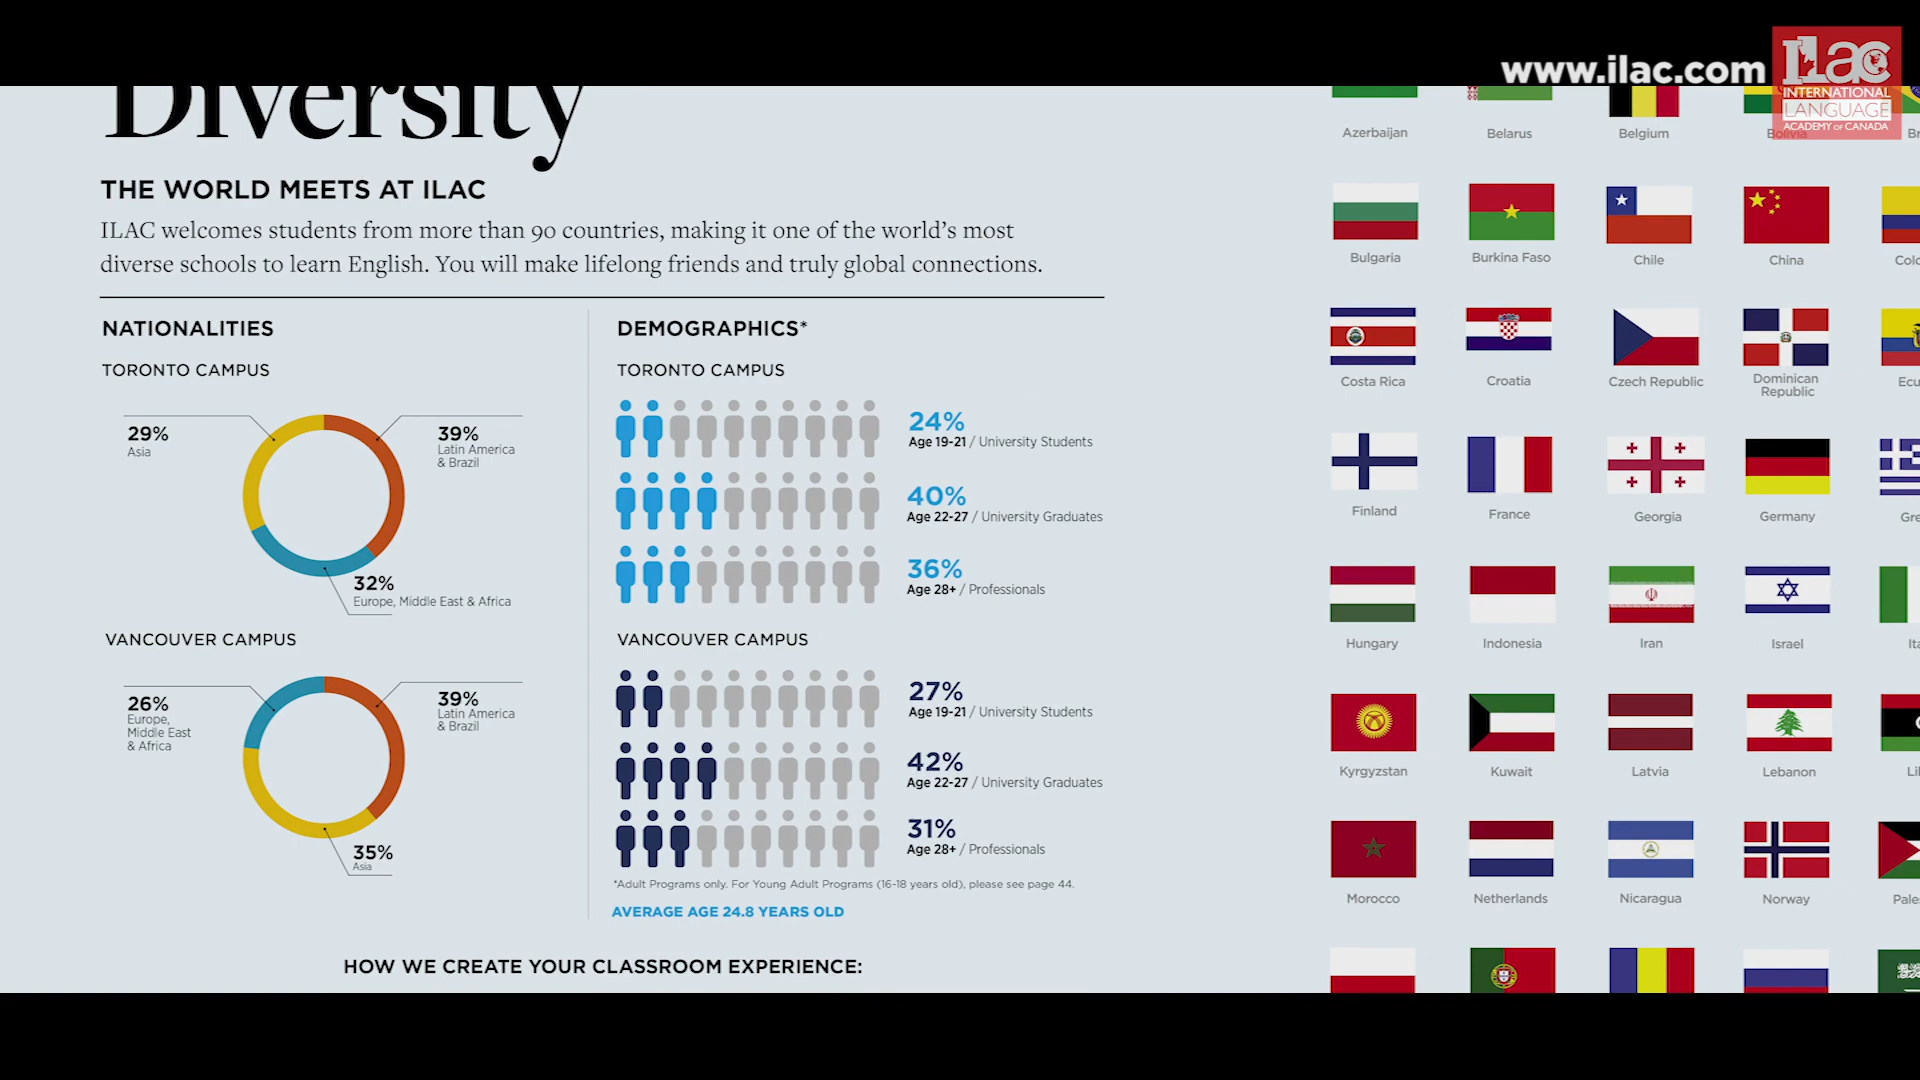 www.ilac.com
ILAC
INTERNATIONAL
LANGUAGE
ACADEMY of CANADA
Diversity
THE WORLD MEETS AT ILAC
ILAC welcomes students from more than 90 countries, making it one of the world's most
diverse schools to learn English. You will make lifelong friends and truly global connections.
NATIONALITIES
TORONTO CAMPUS
29%
Asia
39%
Latin America
& Brazil
32%
Europe, Middle East & Africa
VANCOUVER CAMPUS
26%
Europe,
Middle East
& Africa
39%
Latin America
& Brazil
35%
Asia
DEMOGRAPHICS*
TORONTO CAMPUS
24%
Age 19-21 / University Students
40%
Age 22-27 / University Graduates
36%
Age 28+ / Professionals
VANCOUVER CAMPUS
27%
Age 19-21 / University Students
42%
Age 22-27 / University Graduates
31%
Age 28+ / Professionals
*Adult Programs only. For Young Adult Programs (16-18 years old), please see page 44.
AVERAGE AGE 24.8 YEARS OLD
HOW WE CREATE YOUR CLASSROOM EXPERIENCE:
Azerbaijan
Belarus
Belgium
Bolivia
Bulgaria
Burkina Faso
Chile
China
Costa Rica
Croatia
Czech Republic
Dominican
Republic
Finland
France
Georgia
Germany
Hungary
Indonesia
Iran
Israel
Kyrgyzstan
Kuwait
Latvia
Lebanon
Morocco
Netherlands
Nicaragua
Norway